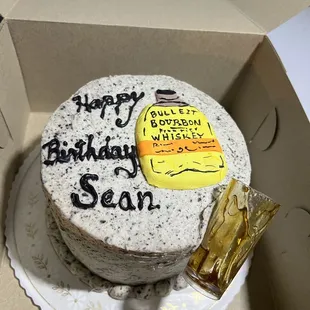 Happy
Birthday
Sean
BULLEIT
BOURBON
WHISKEY